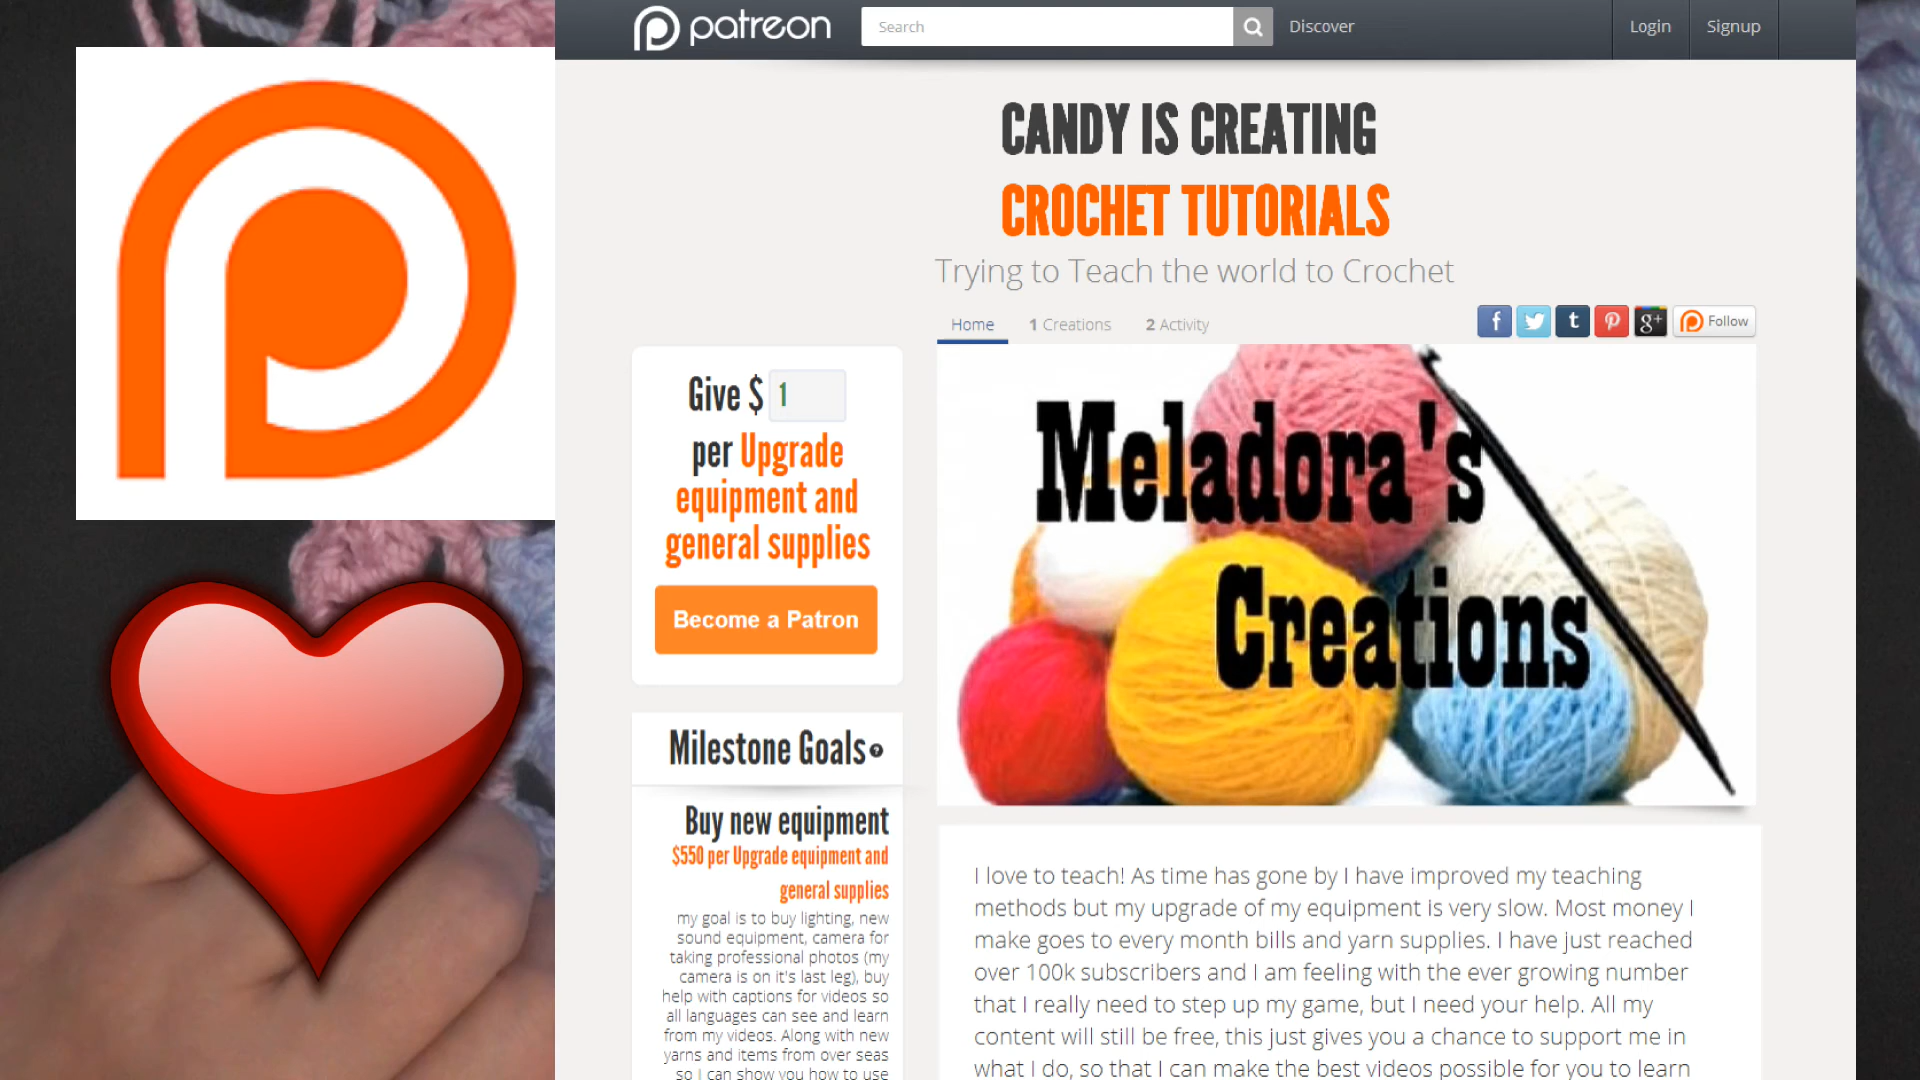 patreon
Search
Discover
Login
Signup
CANDY IS CREATING
CROCHET TUTORIALS
Trying to Teach the world to Crochet
Home
1 Creations
2 Activity
f
t
g+
Follow
Give $ 1
per Upgrade
equipment and
general supplies
Become a Patron
Meladora's
Creations
Milestone Goals ?
Buy new equipment
$550 per Upgrade equipment and
general supplies
my goal is to buy lighting, new
sound equipment, camera for
taking professional photos (my
camera is on it's last leg), buy
help with captions for videos so
all languages can see and learn
from my videos. Along with new
yarns and items from over seas
so I can show you how to use
I love to teach! As time has gone by I have improved my teaching
methods but my upgrade of my equipment is very slow. Most money I
make goes to every month bills and yarn supplies. I have just reached
over 100k subscribers and I am feeling with the ever growing number
that I really need to step up my game, but I need your help. All my
content will still be free, this just gives you a chance to support me in
what I do, so that I can make the best videos possible for you to learn